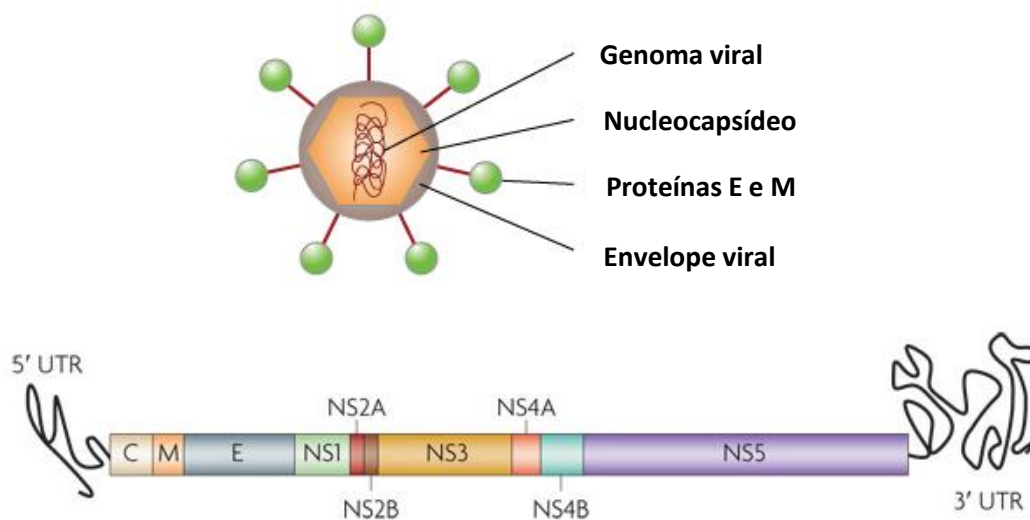 Genoma viral
Nucleocapsídeo
Proteínas E e M
Envelope viral
5′ UTR
NS2A
NS4A
C
M
E
NS1
NS3
NS5
NS2B
NS4B
3′ UTR